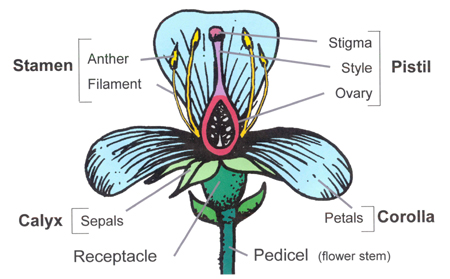 Stamen
Anther
Filament
Stigma
Style
Ovary
Pistil
Calyx
Sepals
Petals
Corolla
Receptacle
Pedicel (flower stem)